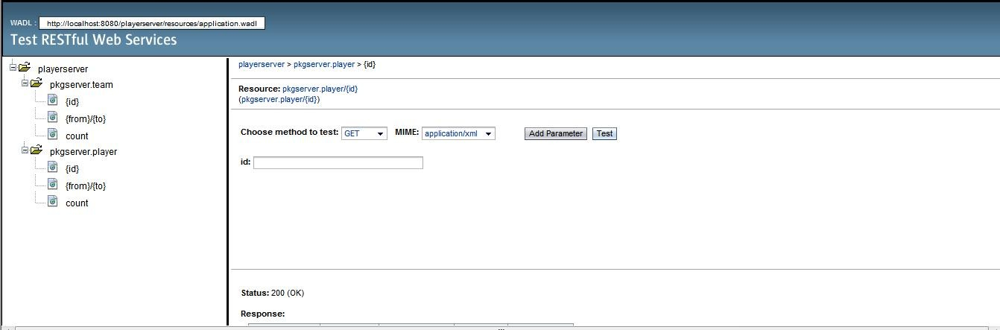 WADL : http://localhost:8080/playerserver/resources/application.wadl
Test RESTful Web Services
playerserver
pkgserver.team
{id}
{from}/{to}
count
pkgserver.player
{id}
{from}/{to}
count
playerserver > pkgserver.player > {id}
Resource: pkgserver.player/{id}
(pkgserver.player/{id})
Choose method to test: GET MIME: application/xml Add Parameter Test
id:
Status: 200 (OK)
Response: